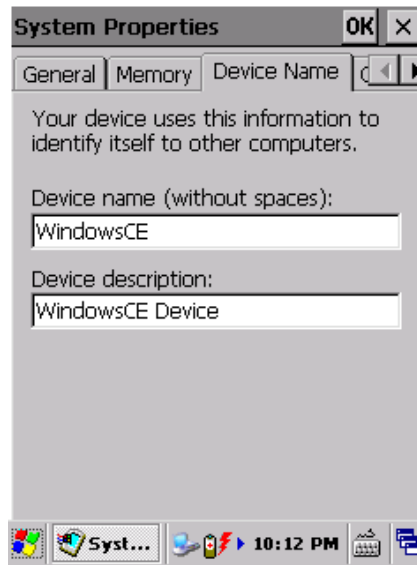 System Properties OK ×
General Memory Device Name
Your device uses this information to
identify itself to other computers.
Device name (without spaces):
WindowsCE
Device description:
WindowsCE Device
Syst... 10:12 PM